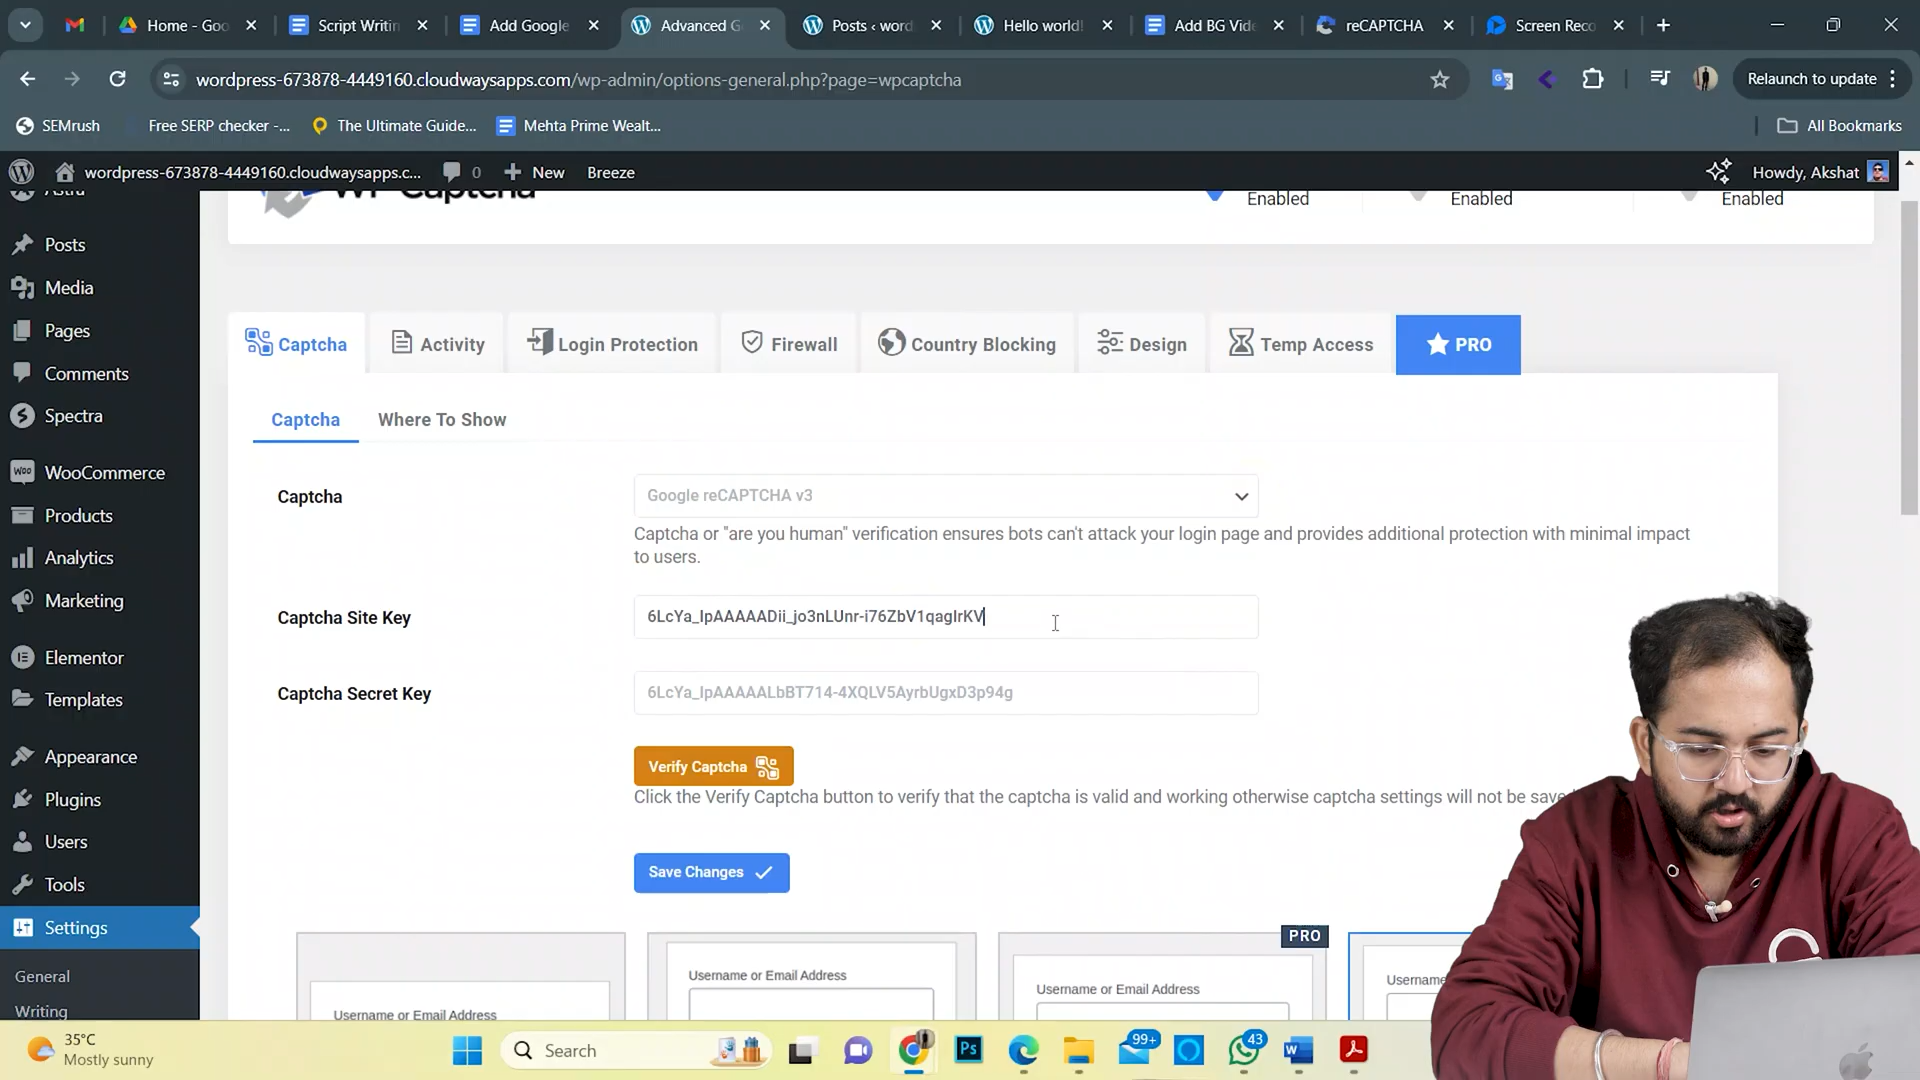 Home - Goo
Script Writin
Add Google
Advanced G
Posts ‹ word
Hello world!
Add BG Vide
reCAPTCHA
Screen Reco
wordpress-673878-4449160.cloudwaysapps.com/wp-admin/options-general.php?page=wpcaptcha
Relaunch to update
SEMrush
Free SERP checker -...
The Ultimate Guide...
Mehta Prime Wealt...
All Bookmarks
wordpress-673878-4449160.cloudwaysapps.c...
0
New
Breeze
Howdy, Akshat
Astra
Posts
Media
Pages
Comments
Spectra
WooCommerce
Products
Analytics
Marketing
Elementor
Templates
Appearance
Plugins
Users
Tools
Settings
General
Writing
WP Captcha
Enabled
Enabled
Enabled
Captcha
Activity
Login Protection
Firewall
Country Blocking
Design
Temp Access
PRO
Captcha
Where To Show
Captcha
Google reCAPTCHA v3
Captcha or "are you human" verification ensures bots can't attack your login page and provides additional protection with minimal impact
to users.
Captcha Site Key
6LcYa_IpAAAAADii_jo3nLUnr-i76ZbV1qagIrKV
Captcha Secret Key
6LcYa_IpAAAAALbBT714-4XQLV5AyrbUgxD3p94g
Verify Captcha
Click the Verify Captcha button to verify that the captcha is valid and working otherwise captcha settings will not be save
Save Changes
Username or Email Address
Username or Email Address
PRO
Username or Email Address
Username
35°C
Mostly sunny
Search
99+
43